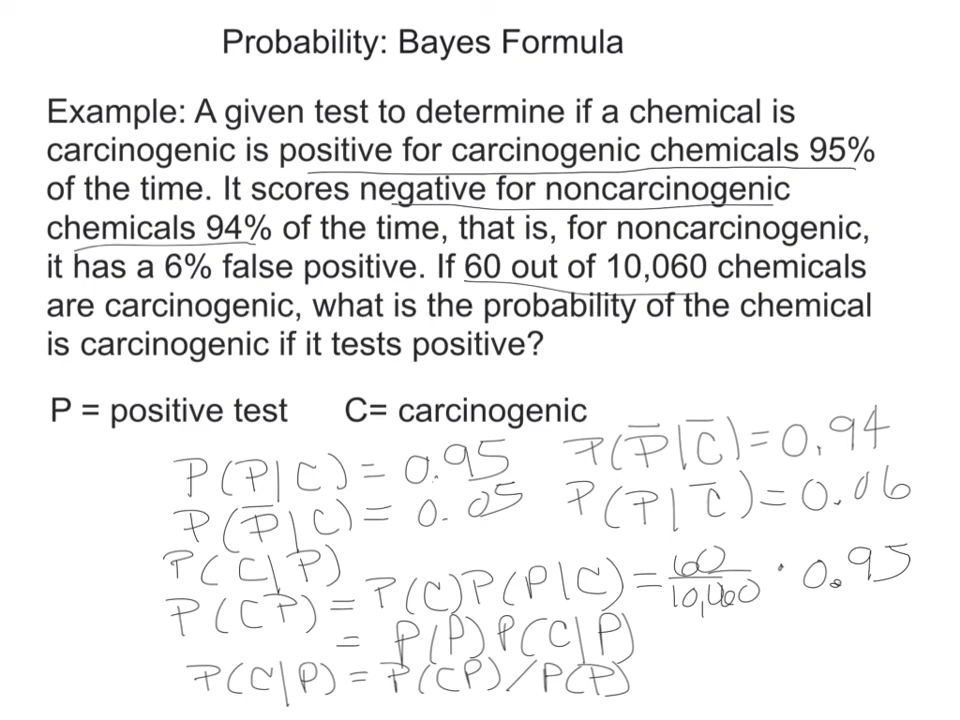 Probability: Bayes Formula
Example: A given test to determine if a chemical is
carcinogenic is positive for carcinogenic chemicals 95%
of the time. It scores negative for noncarcinogenic
chemicals 94% of the time, that is, for noncarcinogenic,
it has a 6% false positive. If 60 out of 10,060 chemicals
are carcinogenic, what is the probability of the chemical
is carcinogenic if it tests positive?
P = positive test C= carcinogenic
P(P|C) = 0.95 P(P̅|C̅) = 0.94
P(P̅|C) = 0.05 P(P|C̅) = 0.06
P(C|P)
P(CP) = P(C)P(P|C) = 60/10,060 · 0.95
= P(P)P(C|P)
P(C|P) = P(CP)/P(P)